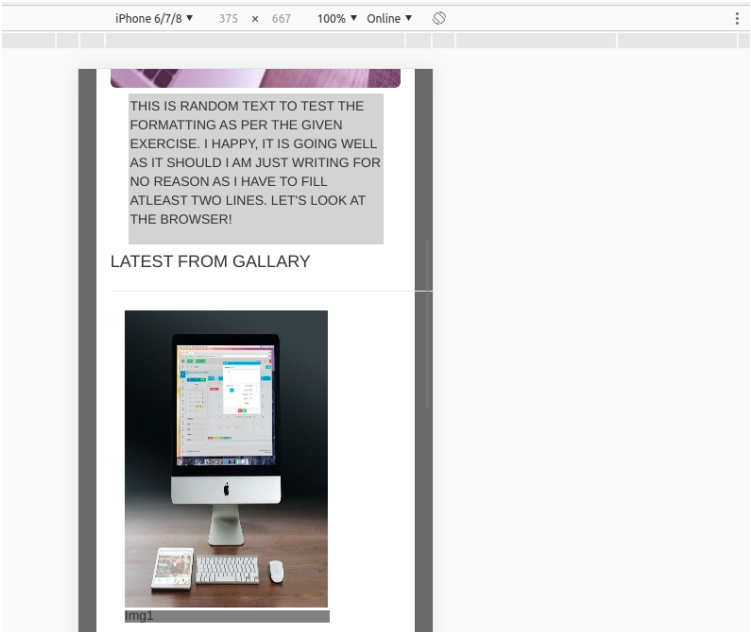 iPhone 6/7/8 ▼ 375 × 667 100% ▼ Online ▼
THIS IS RANDOM TEXT TO TEST THE
FORMATTING AS PER THE GIVEN
EXERCISE. I HAPPY, IT IS GOING WELL
AS IT SHOULD I AM JUST WRITING FOR
NO REASON AS I HAVE TO FILL
ATLEAST TWO LINES. LET'S LOOK AT
THE BROWSER!
LATEST FROM GALLARY
Img1